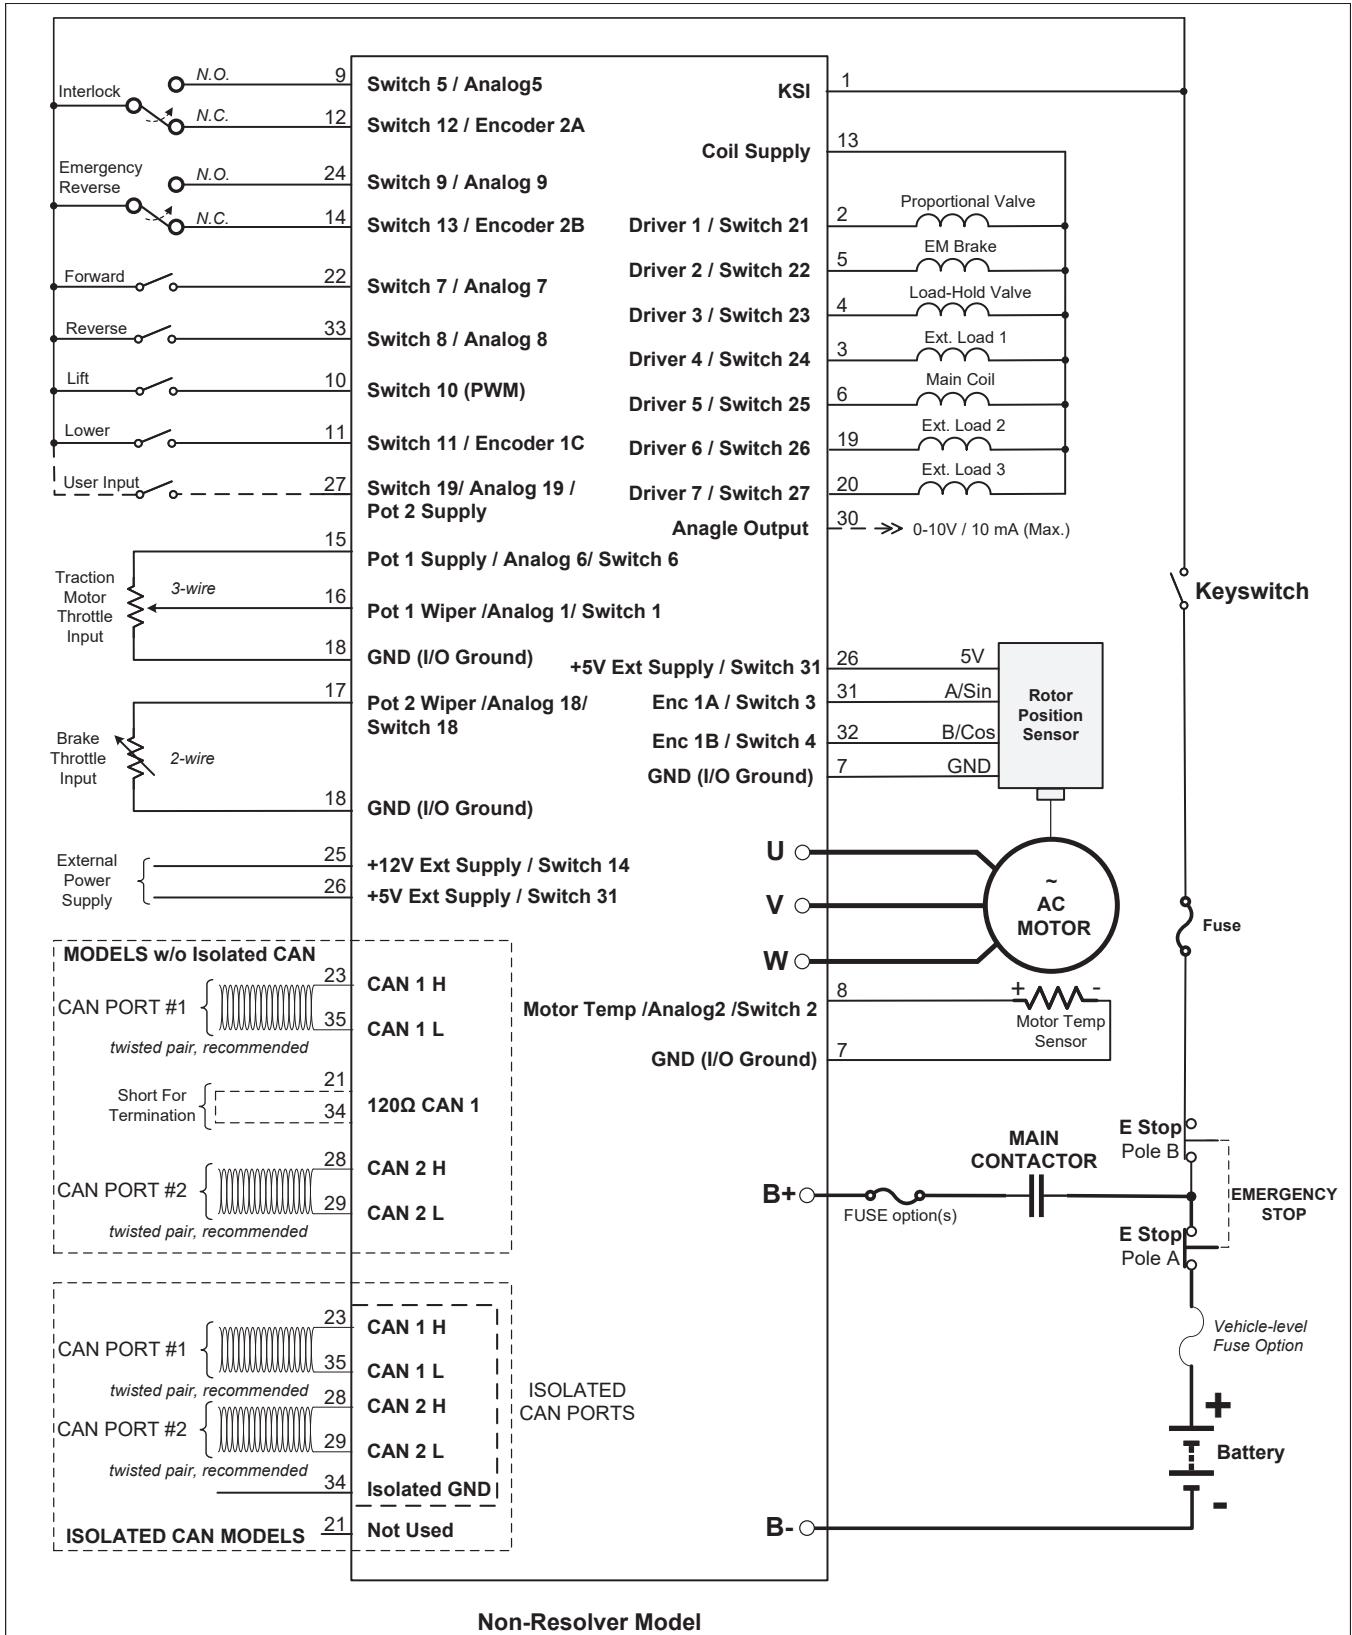 Interlock
N.O.
9
Switch 5 / Analog5
N.C.
12
Switch 12 / Encoder 2A
Emergency
Reverse
N.O.
24
Switch 9 / Analog 9
N.C.
14
Switch 13 / Encoder 2B
Forward
22
Switch 7 / Analog 7
Reverse
33
Switch 8 / Analog 8
Lift
10
Switch 10 (PWM)
Lower
11
Switch 11 / Encoder 1C
User Input
27
Switch 19/ Analog 19 /
Pot 2 Supply
15
Pot 1 Supply / Analog 6/ Switch 6
Traction
Motor
Throttle
Input
3-wire
16
Pot 1 Wiper /Analog 1/ Switch 1
18
GND (I/O Ground)
17
Pot 2 Wiper /Analog 18/
Switch 18
Brake
Throttle
Input
2-wire
18
GND (I/O Ground)
External
Power
Supply
25
+12V Ext Supply / Switch 14
26
+5V Ext Supply / Switch 31
MODELS w/o Isolated CAN
23
CAN 1 H
CAN PORT #1
35
CAN 1 L
twisted pair, recommended
21
Short For
Termination
34
120Ω CAN 1
28
CAN 2 H
CAN PORT #2
29
CAN 2 L
twisted pair, recommended
23
CAN 1 H
CAN PORT #1
35
CAN 1 L
twisted pair, recommended
28
CAN 2 H
CAN PORT #2
29
CAN 2 L
twisted pair, recommended
34
Isolated GND
ISOLATED
CAN PORTS
ISOLATED CAN MODELS
21
Not Used
KSI
1
Coil Supply
13
Driver 1 / Switch 21
2
Proportional Valve
Driver 2 / Switch 22
5
EM Brake
Driver 3 / Switch 23
4
Load-Hold Valve
Driver 4 / Switch 24
3
Ext. Load 1
Driver 5 / Switch 25
6
Main Coil
Driver 6 / Switch 26
19
Ext. Load 2
Driver 7 / Switch 27
20
Ext. Load 3
Anagle Output
30
0-10V / 10 mA (Max.)
Keyswitch
+5V Ext Supply / Switch 31
26
5V
Enc 1A / Switch 3
31
A/Sin
Enc 1B / Switch 4
32
B/Cos
GND (I/O Ground)
7
GND
Rotor
Position
Sensor
U
V
W
~
AC
MOTOR
Fuse
Motor Temp /Analog2 /Switch 2
8
+
-
Motor Temp
Sensor
GND (I/O Ground)
7
E Stop
Pole B
MAIN
CONTACTOR
B+
FUSE option(s)
EMERGENCY
STOP
E Stop
Pole A
Vehicle-level
Fuse Option
+
Battery
-
B-
Non-Resolver Model